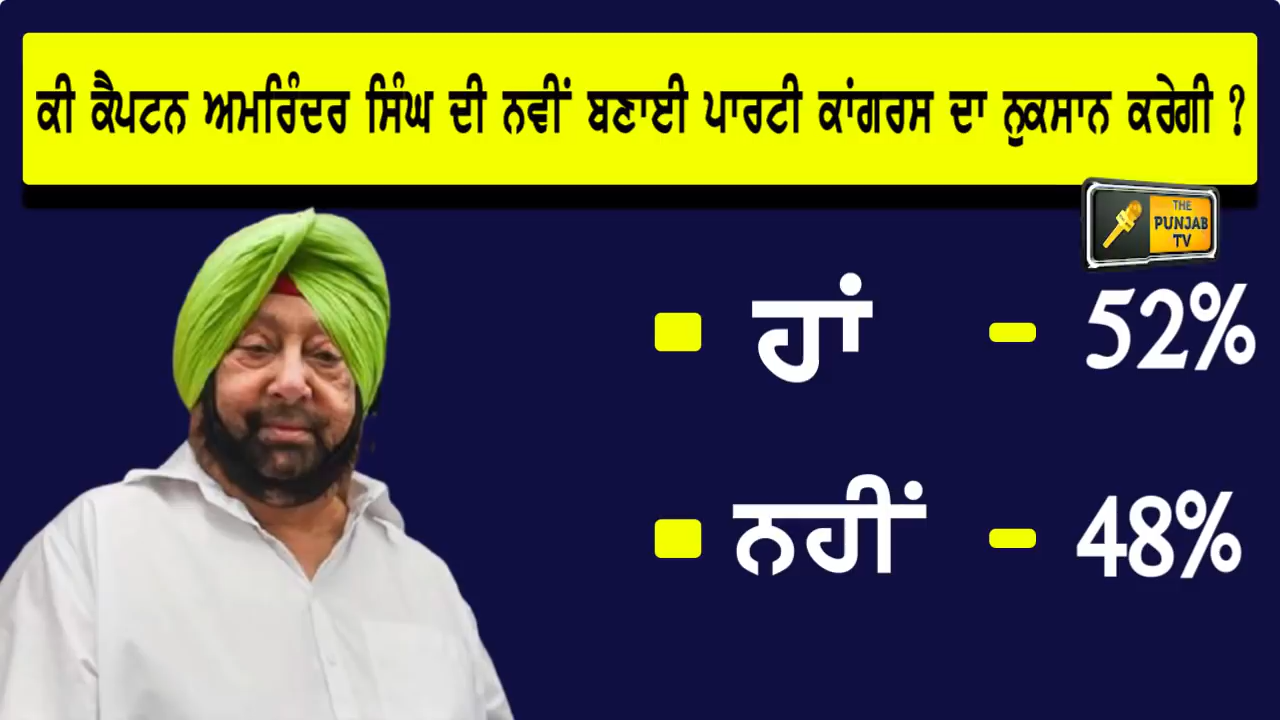 ਕੀ ਕੈਪਟਨ ਅਮਰਿੰਦਰ ਸਿੰਘ ਦੀ ਨਵੀਂ ਬਣਾਈ ਪਾਰਟੀ ਕਾਂਗਰਸ ਦਾ ਨੁਕਸਾਨ ਕਰੇਗੀ ?
THE
PUNJAB
TV
ਹਾਂ - 52%
ਨਹੀਂ - 48%